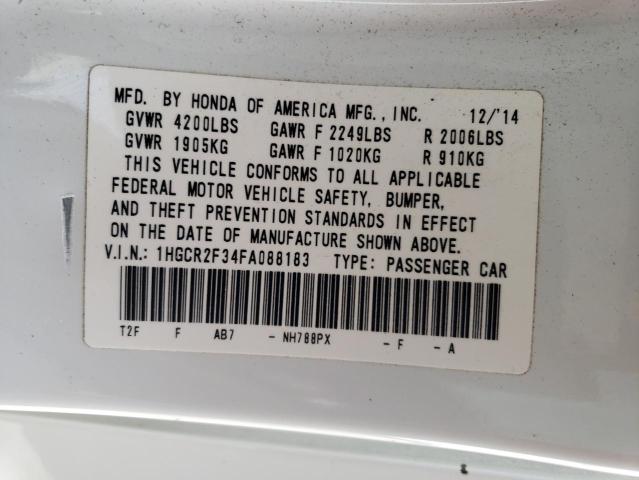 MFD. BY HONDA OF AMERICA MFG., INC. 12/'14
GVWR 4200LBS GAWR F 2249LBS R 2006LBS
GVWR 1905KG GAWR F 1020KG R 910KG
THIS VEHICLE CONFORMS TO ALL APPLICABLE
FEDERAL MOTOR VEHICLE SAFETY, BUMPER,
AND THEFT PREVENTION STANDARDS IN EFFECT
ON THE DATE OF MANUFACTURE SHOWN ABOVE.
V.I.N.: 1HGCR2F34FA088183 TYPE: PASSENGER CAR
T2F F AB7 - NH788PX - F - A